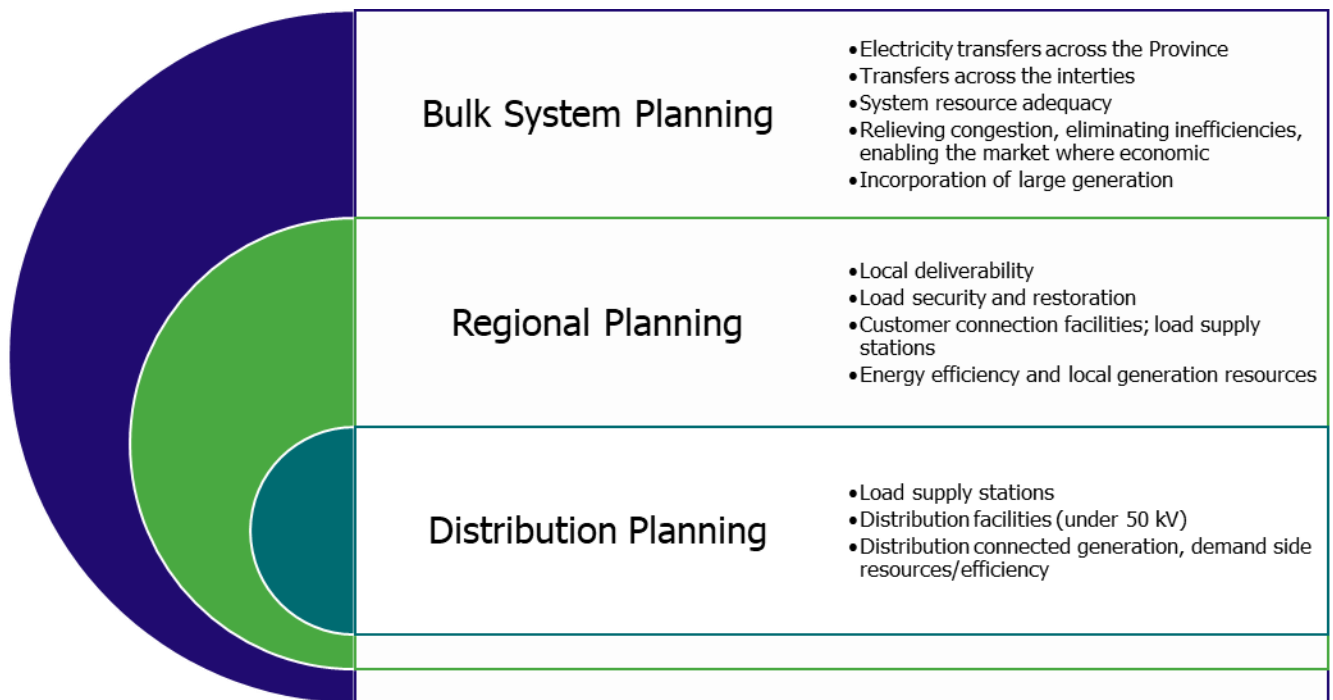 Bulk System Planning
•Electricity transfers across the Province
•Transfers across the interties
•System resource adequacy
•Relieving congestion, eliminating inefficiencies,
enabling the market where economic
•Incorporation of large generation
Regional Planning
•Local deliverability
•Load security and restoration
•Customer connection facilities; load supply
stations
•Energy efficiency and local generation resources
Distribution Planning
•Load supply stations
•Distribution facilities (under 50 kV)
•Distribution connected generation, demand side
resources/efficiency